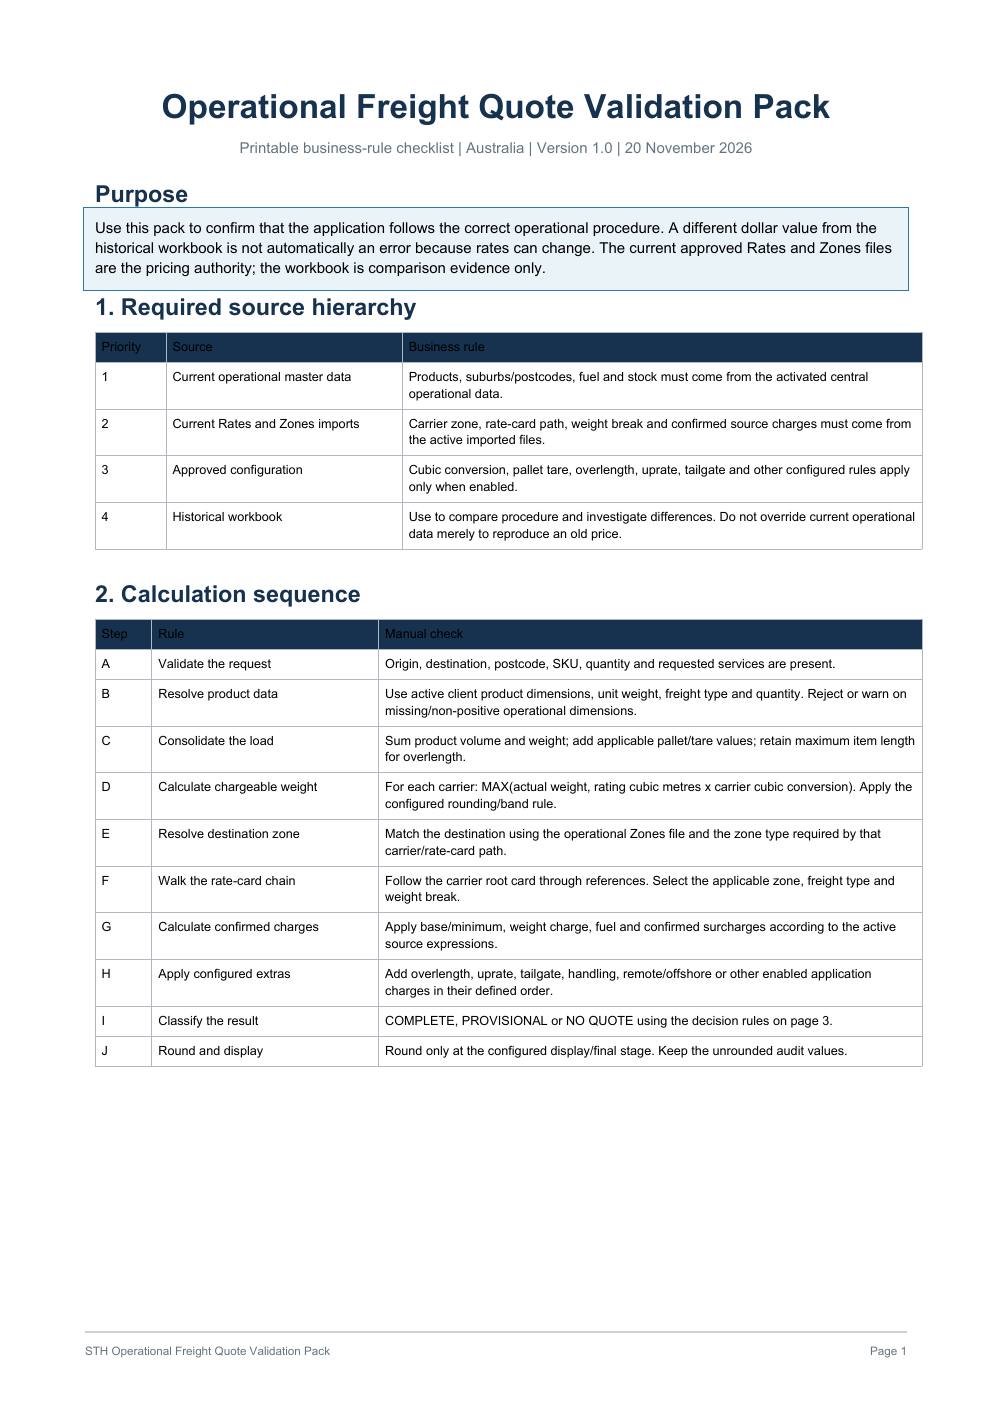 Operational Freight Quote Validation Pack
Printable business-rule checklist | Australia | Version 1.0 | 20 November 2026
Purpose
Use this pack to confirm that the application follows the correct operational procedure. A different dollar value from the
historical workbook is not automatically an error because rates can change. The current approved Rates and Zones files
are the pricing authority; the workbook is comparison evidence only.
1. Required source hierarchy
Priority Source Business rule
1 Current operational master data Products, suburbs/postcodes, fuel and stock must come from the activated central
operational data.
2 Current Rates and Zones imports Carrier zone, rate-card path, weight break and confirmed source charges must come from
the active imported files.
3 Approved configuration Cubic conversion, pallet tare, overlength, uprate, tailgate and other configured rules apply
only when enabled.
4 Historical workbook Use to compare procedure and investigate differences. Do not override current operational
data merely to reproduce an old price.
2. Calculation sequence
Step Rule Manual check
A Validate the request Origin, destination, postcode, SKU, quantity and requested services are present.
B Resolve product data Use active client product dimensions, unit weight, freight type and quantity. Reject or warn on
missing/non-positive operational dimensions.
C Consolidate the load Sum product volume and weight; add applicable pallet/tare values; retain maximum item length
for overlength.
D Calculate chargeable weight For each carrier: MAX(actual weight, rating cubic metres x carrier cubic conversion). Apply the
configured rounding/band rule.
E Resolve destination zone Match the destination using the operational Zones file and the zone type required by that
carrier/rate-card path.
F Walk the rate-card chain Follow the carrier root card through references. Select the applicable zone, freight type and
weight break.
G Calculate confirmed charges Apply base/minimum, weight charge, fuel and confirmed surcharges according to the active
source expressions.
H Apply configured extras Add overlength, uprate, tailgate, handling, remote/offshore or other enabled application
charges in their defined order.
I Classify the result COMPLETE, PROVISIONAL or NO QUOTE using the decision rules on page 3.
J Round and display Round only at the configured display/final stage. Keep the unrounded audit values.
STH Operational Freight Quote Validation Pack Page 1